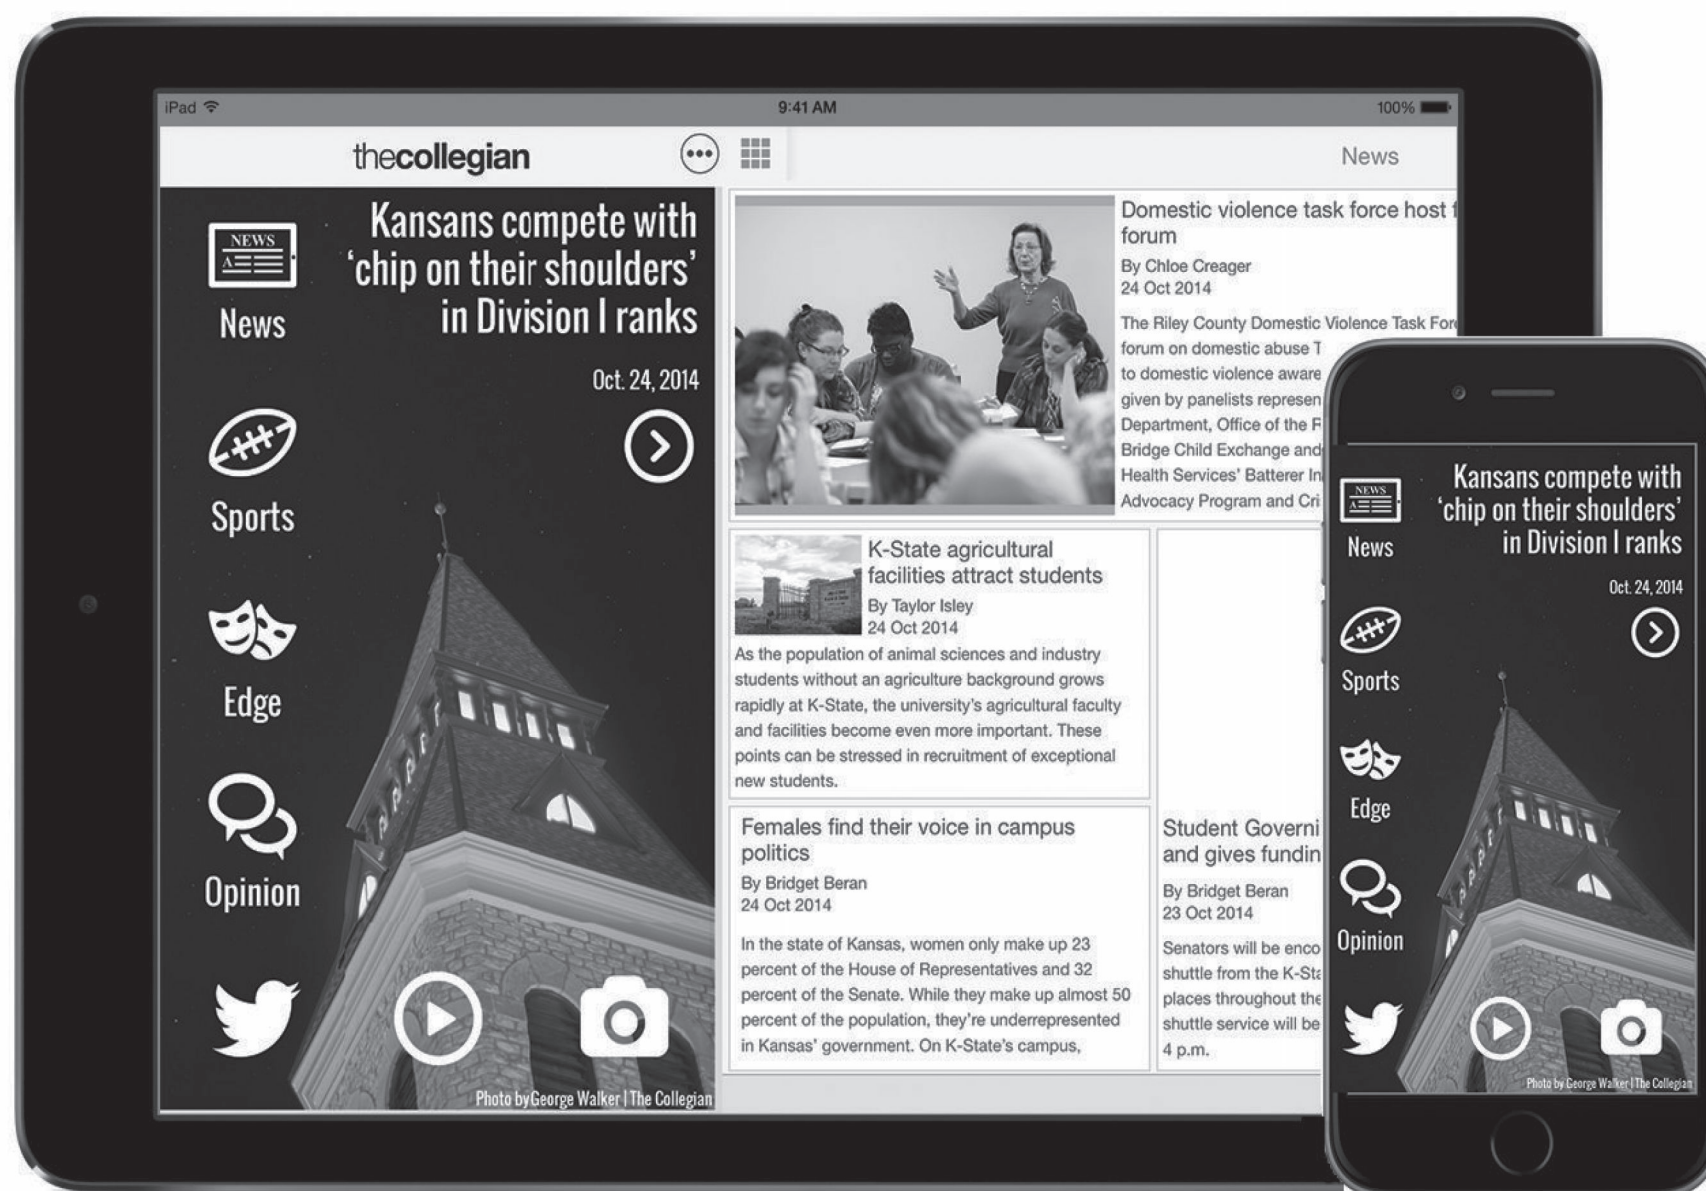 iPad
9:41 AM
100%
thecollegian
News
NEWS
A
News
Sports
Edge
Opinion
Kansans compete with
‘chip on their shoulders’
in Division I ranks
Oct. 24, 2014
Photo by George Walker | The Collegian
Domestic violence task force host f
forum
By Chloe Creager
24 Oct 2014
The Riley County Domestic Violence Task For
forum on domestic abuse T
to domestic violence aware
given by panelists represen
Department, Office of the
Bridge Child Exchange and
Health Services’ Batterer In
Advocacy Program and Cri
K-State agricultural
facilities attract students
By Taylor Isley
24 Oct 2014
As the population of animal sciences and industry
students without an agriculture background grows
rapidly at K-State, the university’s agricultural faculty
and facilities become even more important. These
points can be stressed in recruitment of exceptional
new students.
Females find their voice in campus
politics
By Bridget Beran
24 Oct 2014
In the state of Kansas, women only make up 23
percent of the House of Representatives and 32
percent of the Senate. While they make up almost 50
percent of the population, they’re underrepresented
in Kansas’ government. On K-State’s campus,
Student Governi
and gives fundin
By Bridget Beran
23 Oct 2014
Senators will be enco
shuttle from the K-Sta
places throughout the
shuttle service will be
4 p.m.
NEWS
A
News
Sports
Edge
Opinion
Kansans compete with
‘chip on their shoulders’
in Division I ranks
Oct. 24, 2014
Photo by George Walker | The Collegian